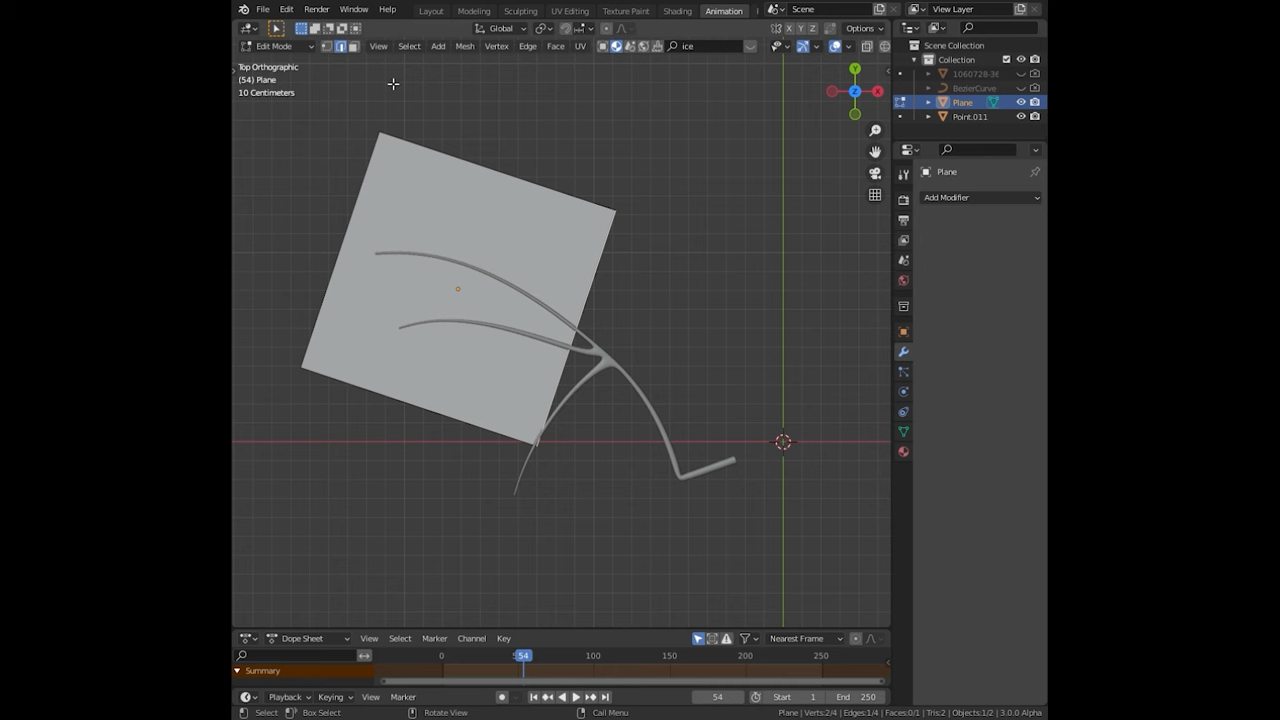 File Edit Render Window Help Layout Modeling Sculpting UV Editing Texture Paint Shading Animation Scene View Layer
Global Options
Edit Mode View Select Add Mesh Vertex Edge Face UV ice
X Y Z
Top Orthographic
(54) Plane
10 Centimeters
Y
Z X
Scene Collection
Collection
1060728-3
BezierCurve
Plane
Point.011
Plane
Add Modifier
Dope Sheet View Select Marker Channel Key Nearest Frame
0 54 100 150 200 250
Summary
Playback Keying View Marker 54 Start 1 End 250
Select Box Select Rotate View Call Menu Plane | Verts:2/4 | Edges:1/4 | Faces:0/1 | Tris:2 | Objects:1/2 | 3.0.0 Alpha